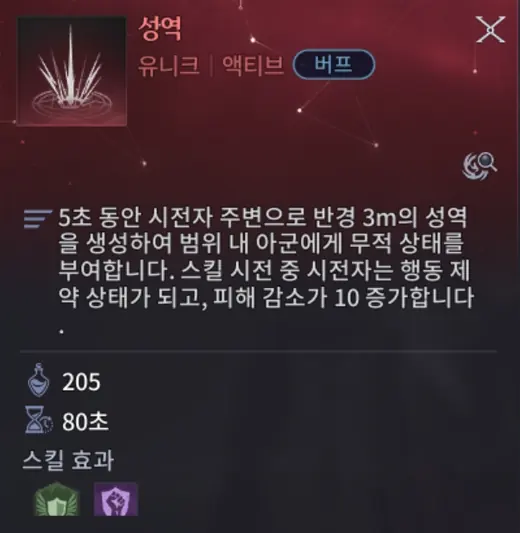 성역
유니크 | 액티브 버프
5초 동안 시전자 주변으로 반경 3m의 성역
을 생성하여 범위 내 아군에게 무적 상태를
부여합니다. 스킬 시전 중 시전자는 행동 제
약 상태가 되고, 피해 감소가 10 증가합니다
.
205
80초
스킬 효과